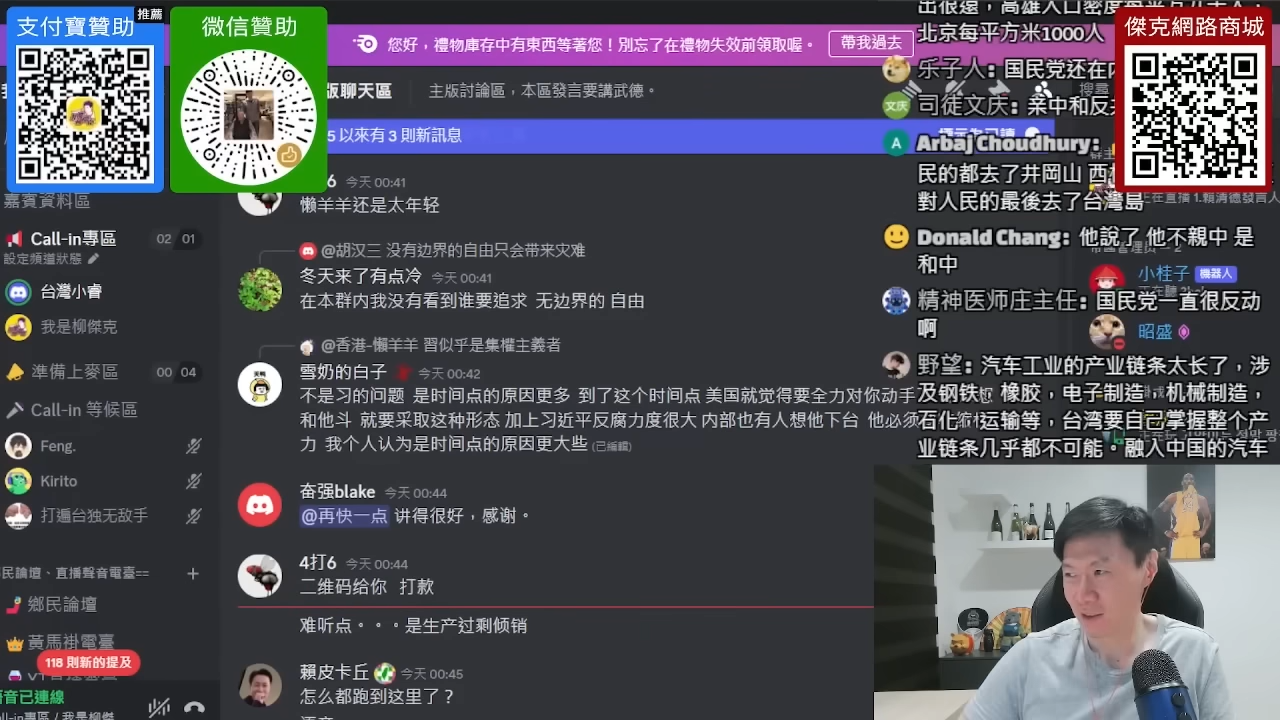 支付寶贊助
推薦
微信贊助
您好，禮物庫存中有東西等著您！別忘了在禮物失效前領取喔。
帶我過去
版聊天區
主版討論區，本區發言要講武德。
以來有 3 則新訊息
嘉賓資料區
Call-in專區
02 01
設定頻道狀態
台灣小睿
我是柳傑克
準備上麥區
00 04
Call-in 等候區
Feng.
Kirito
打遍台独无敌手
民論壇、直播聲音電臺==
鄉民論壇
黃馬褂電臺
118 則新的提及
音已連線
ll-in專區 / 我是柳傑
6 今天 00:41
懒羊羊还是太年轻
@胡汉三 没有边界的自由只会带来灾难
冬天来了有点冷 今天 00:41
在本群内我没有看到谁要追求 无边界的 自由
@香港-懶羊羊 習似乎是集權主義者
雪奶的白子 今天 00:42
不是习的问题 是时间点的原因更多 到了这个时间点 美国就觉得要全力对你动手
和他斗 就要采取这种形态 加上习近平反腐力度很大 内部也有人想他下台 他必须
力 我个人认为是时间点的原因更大些 (已編輯)
奋强blake 今天 00:44
@再快一点 讲得很好，感谢。
4打6 今天 00:44
二维码给你 打款
难听点。。。是生产过剩倾销
賴皮卡丘 今天 00:45
怎么都跑到这里了？
北京每平方米1000人
乐子人: 国民党还在
司徒文庆: 亲中和反
Arbaj Choudhury:
民的都去了井岡山 西
對人民的最後去了台灣島
Donald Chang: 他說了 他不親中 是
和中
精神医师庄主任: 国民党一直很反动
啊
野望: 汽车工业的产业链条太长了，涉
及钢铁，橡胶，电子制造，机械制造，
石化，运输等，台湾要自己掌握整个产
业链条几乎都不可能。融入中国的汽车
傑克網路商城
小桂子 機器人
昭盛